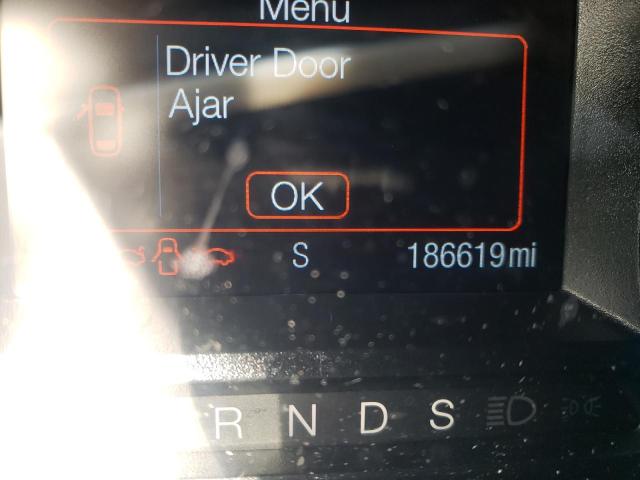 Menu
Driver Door
Ajar
OK
S 186619mi
R N D S